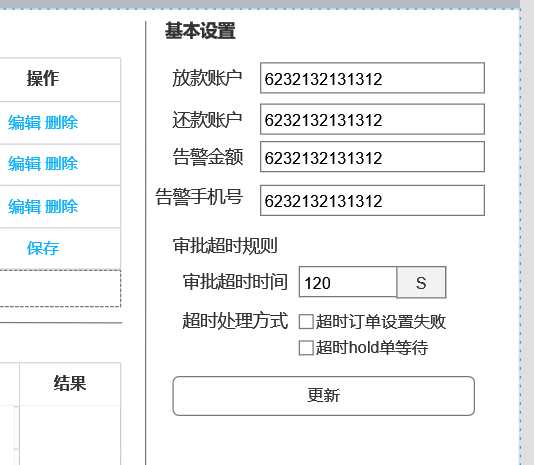 操作
编辑 删除
编辑 删除
编辑 删除
保存
结果
基本设置
放款账户 6232132131312
还款账户 6232132131312
告警金额 6232132131312
告警手机号 6232132131312
审批超时规则
审批超时时间 120 S
超时处理方式 超时订单设置失败
超时hold单等待
更新